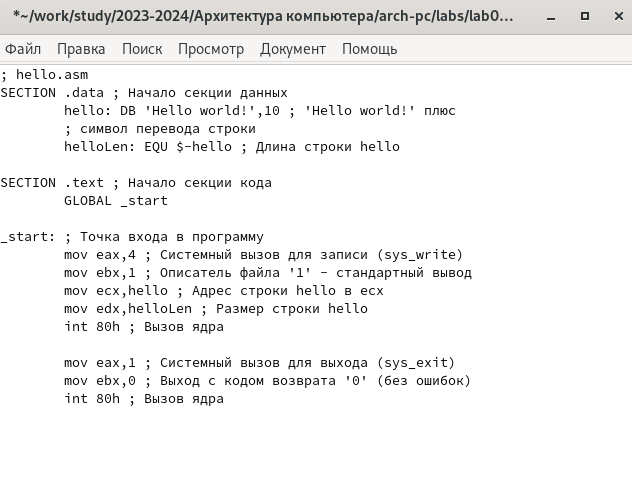 *~/work/study/2023-2024/Архитектура компьютера/arch-pc/labs/lab0...
Файл Правка Поиск Просмотр Документ Помощь
; hello.asm
SECTION .data ; Начало секции данных
hello: DB 'Hello world!',10 ; 'Hello world!' плюс
; символ перевода строки
helloLen: EQU $-hello ; Длина строки hello
SECTION .text ; Начало секции кода
GLOBAL _start
_start: ; Точка входа в программу
mov eax,4 ; Системный вызов для записи (sys_write)
mov ebx,1 ; Описатель файла '1' - стандартный вывод
mov ecx,hello ; Адрес строки hello в ecx
mov edx,helloLen ; Размер строки hello
int 80h ; Вызов ядра
mov eax,1 ; Системный вызов для выхода (sys_exit)
mov ebx,0 ; Выход с кодом возврата '0' (без ошибок)
int 80h ; Вызов ядра